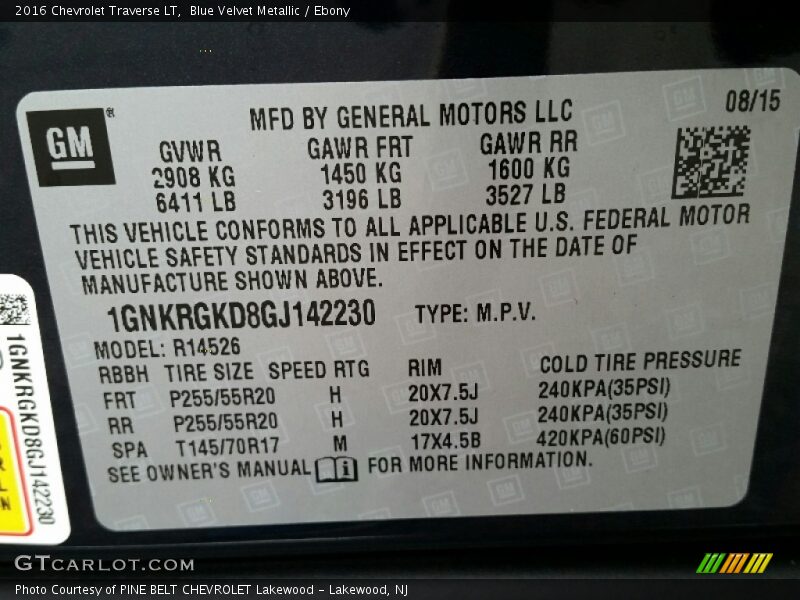 2016 Chevrolet Traverse LT,  Blue Velvet Metallic / Ebony
GM®
MFD BY GENERAL MOTORS LLC
08/15
GVWR GAWR FRT GAWR RR
2908 KG 1450 KG 1600 KG
6411 LB 3196 LB 3527 LB
THIS VEHICLE CONFORMS TO ALL APPLICABLE U.S. FEDERAL MOTOR
VEHICLE SAFETY STANDARDS IN EFFECT ON THE DATE OF
MANUFACTURE SHOWN ABOVE.
1GNKRGKD8GJ142230 TYPE: M.P.V.
MODEL: R14526
RBBH TIRE SIZE SPEED RTG RIM COLD TIRE PRESSURE
FRT P255/55R20 H 20X7.5J 240KPA(35PSI)
RR P255/55R20 H 20X7.5J 240KPA(35PSI)
SPA T145/70R17 M 17X4.5B 420KPA(60PSI)
SEE OWNER'S MANUAL FOR MORE INFORMATION.
1GNKRGKD8GJ142230
GTCARLOT.COM
Photo Courtesy of PINE BELT CHEVROLET Lakewood - Lakewood, NJ